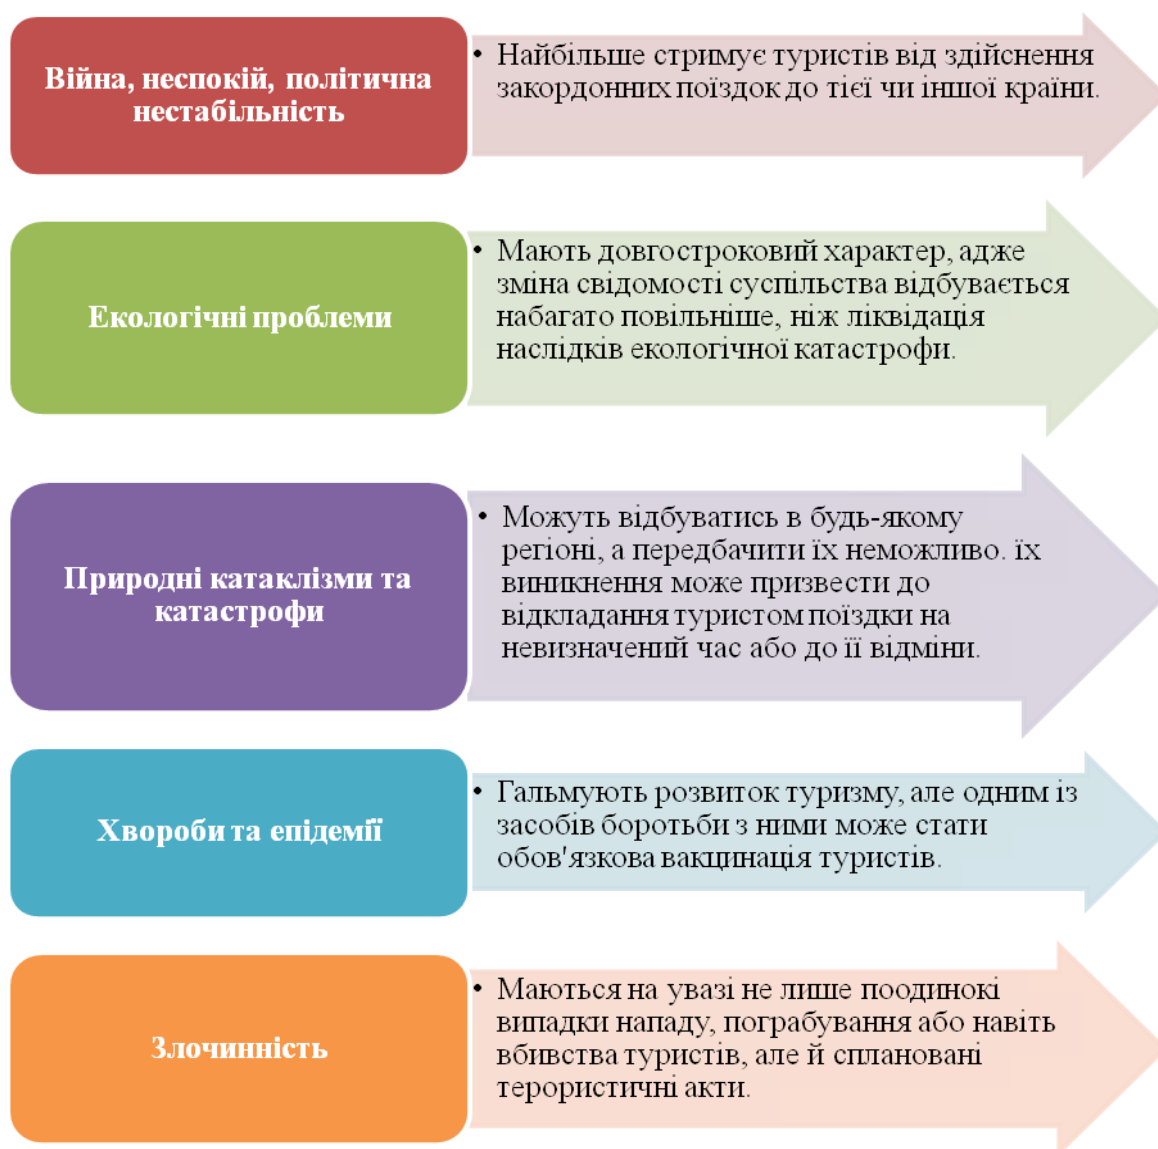 Війна, неспокій, політична
нестабільність
• Найбільше стримує туристів від здійснення
закордонних поїздок до тієї чи іншої країни.
Екологічні проблеми
• Мають довгостроковий характер, адже
зміна свідомості суспільства відбувається
набагато повільніше, ніж ліквідація
наслідків екологічної катастрофи.
Природні катаклізми та
катастрофи
• Можуть відбуватись в будь-якому
регіоні, а передбачити їх неможливо. їх
виникнення може призвести до
відкладання туристом поїздки на
невизначений час або до її відміни.
Хвороби та епідемії
• Гальмують розвиток туризму, але одним із
засобів боротьби з ними може стати
обов'язкова вакцинація туристів.
Злочинність
• Маються на увазі не лише поодинокі
випадки нападу, пограбування або навіть
вбивства туристів, але й сплановані
терористичні акти.